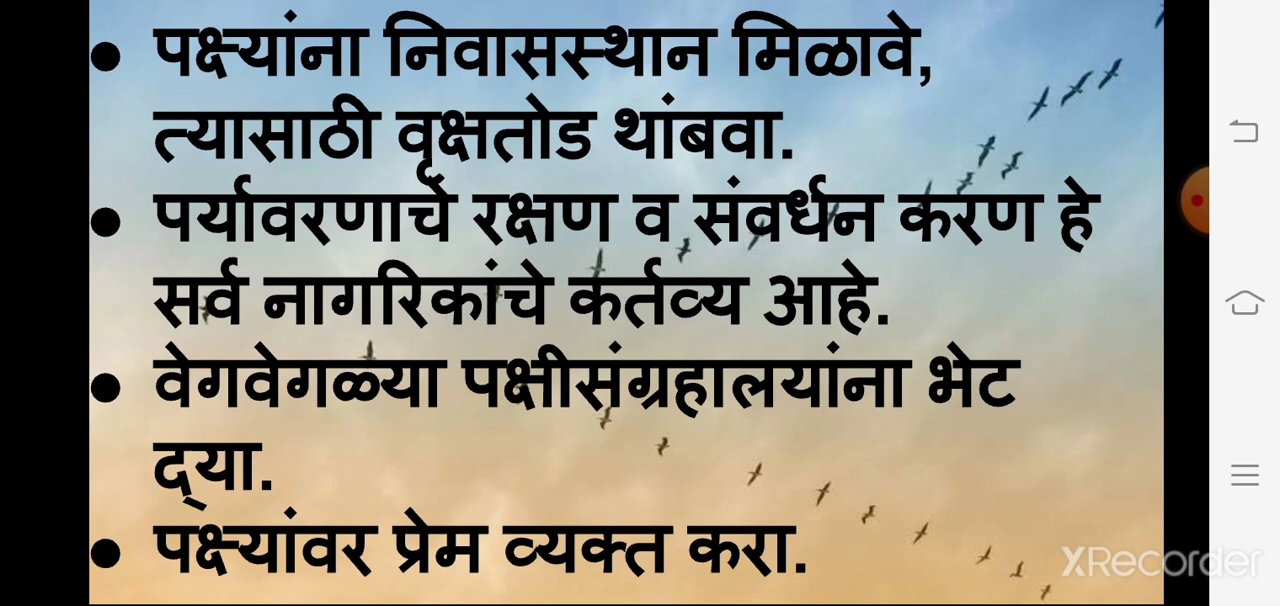 • पक्ष्यांना निवासस्थान मिळावे,
त्यासाठी वृक्षतोड थांबवा.
• पर्यावरणाचे रक्षण व संवर्धन करण हे
सर्व नागरिकांचे कर्तव्य आहे.
• वेगवेगळ्या पक्षीसंग्रहालयांना भेट
द्‌या.
• पक्ष्यांवर प्रेम व्यक्त करा.
XRecorder